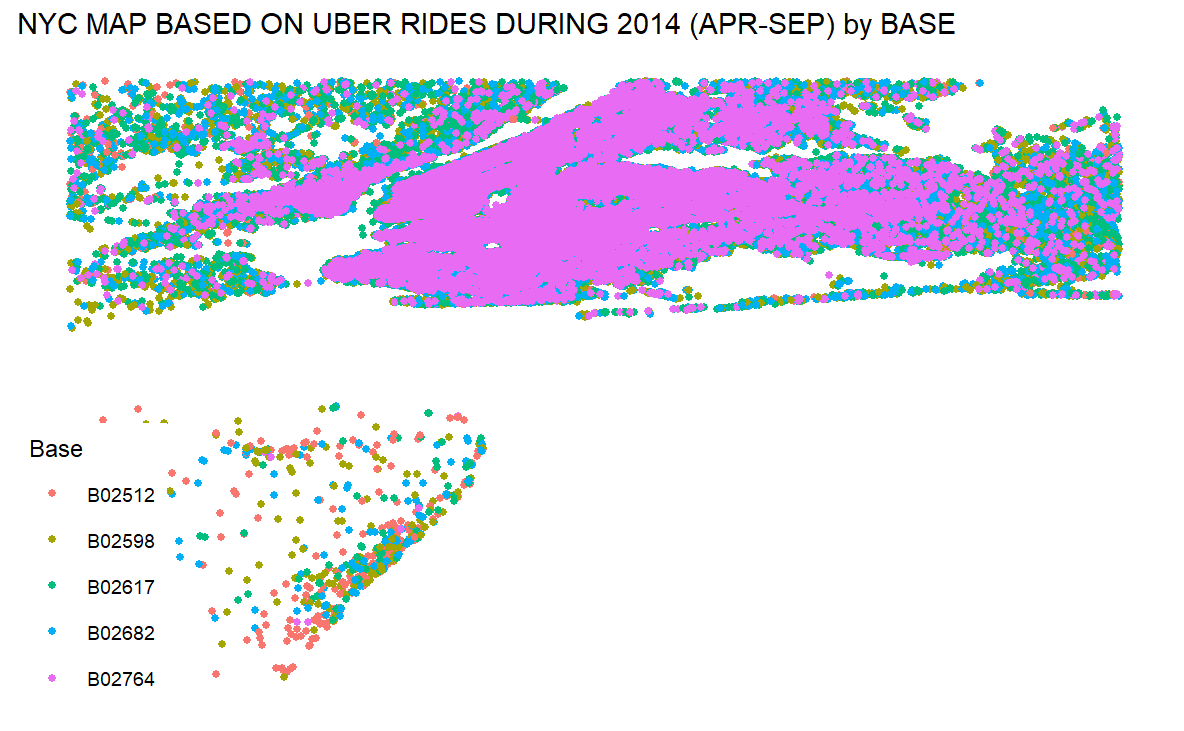 NYC MAP BASED ON UBER RIDES DURING 2014 (APR-SEP) by BASE
Base
B02512
B02598
B02617
B02682
B02764